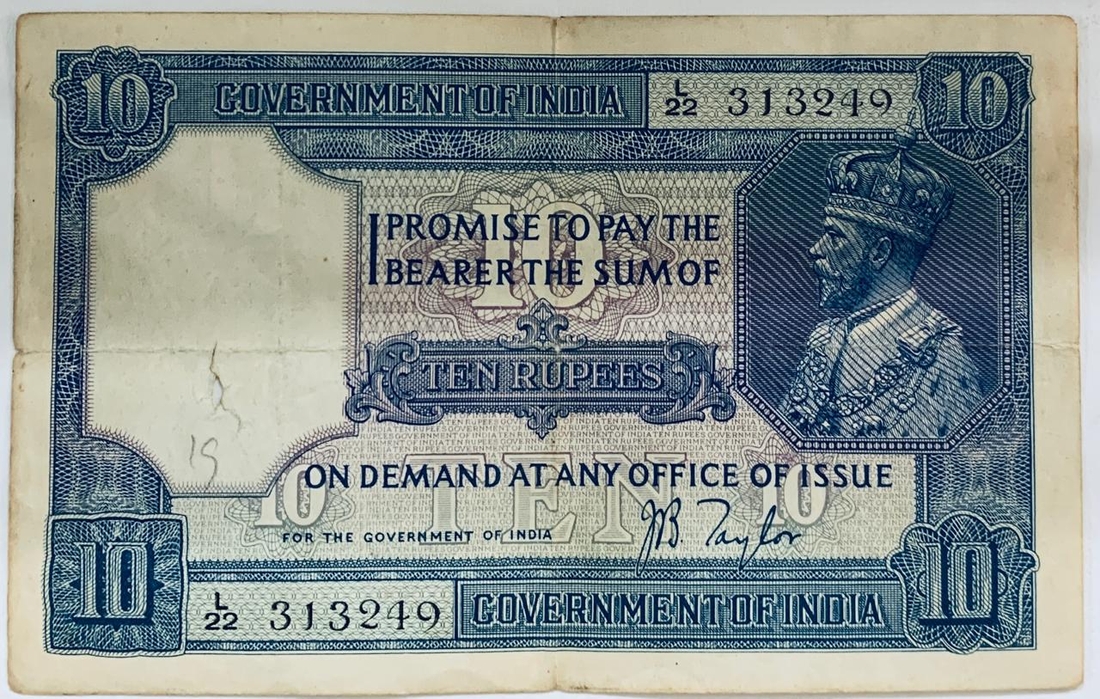 10 GOVERNMENT OF INDIA L/22 313249 10
10
I PROMISE TO PAY THE
BEARER THE SUM OF
TEN RUPEES
ON DEMAND AT ANY OFFICE OF ISSUE
10 TEN 10
FOR THE GOVERNMENT OF INDIA JB Taylor
10 L/22 313249 GOVERNMENT OF INDIA 10